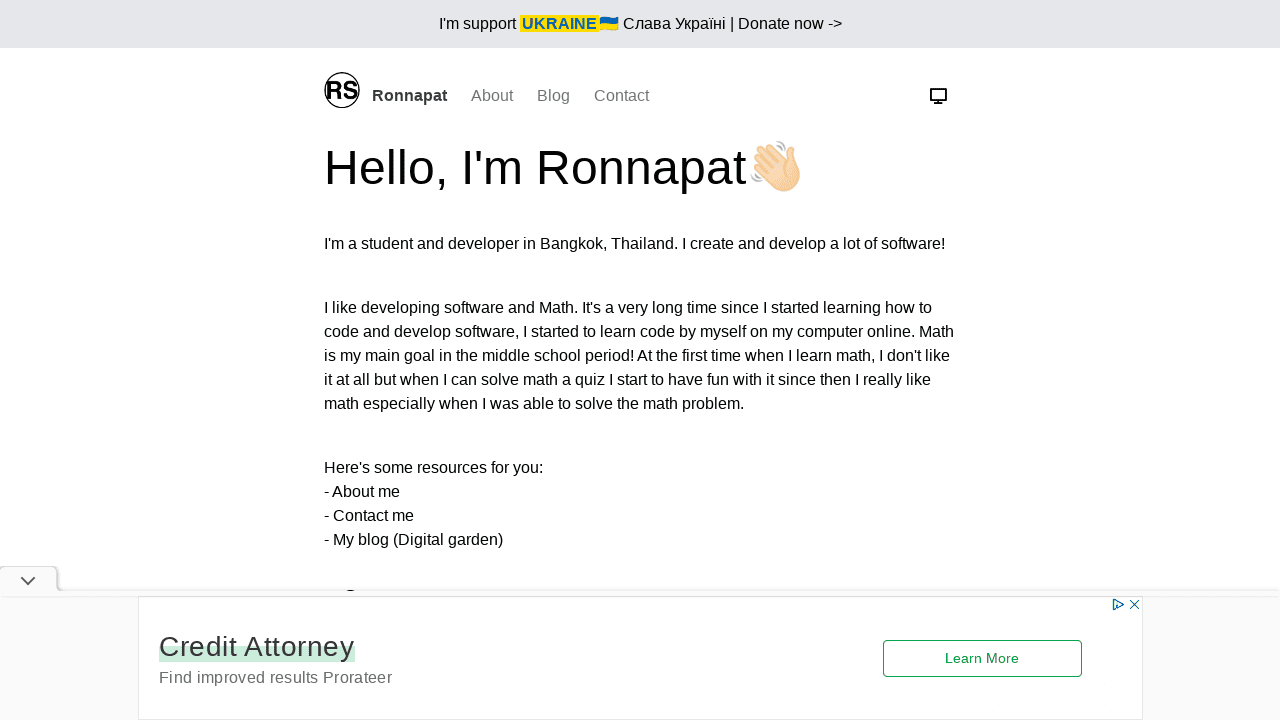 I'm support UKRAINE🇺🇦 Слава Україні | Donate now ->
RS Ronnapat About Blog Contact
Hello, I'm Ronnapat👋🏻
I'm a student and developer in Bangkok, Thailand. I create and develop a lot of software!
I like developing software and Math. It's a very long time since I started learning how to
code and develop software, I started to learn code by myself on my computer online. Math
is my main goal in the middle school period! At the first time when I learn math, I don't like
it at all but when I can solve math a quiz I start to have fun with it since then I really like
math especially when I was able to solve the math problem.
Here's some resources for you:
- About me
- Contact me
- My blog (Digital garden)
Credit Attorney
Find improved results Prorateer
Learn More